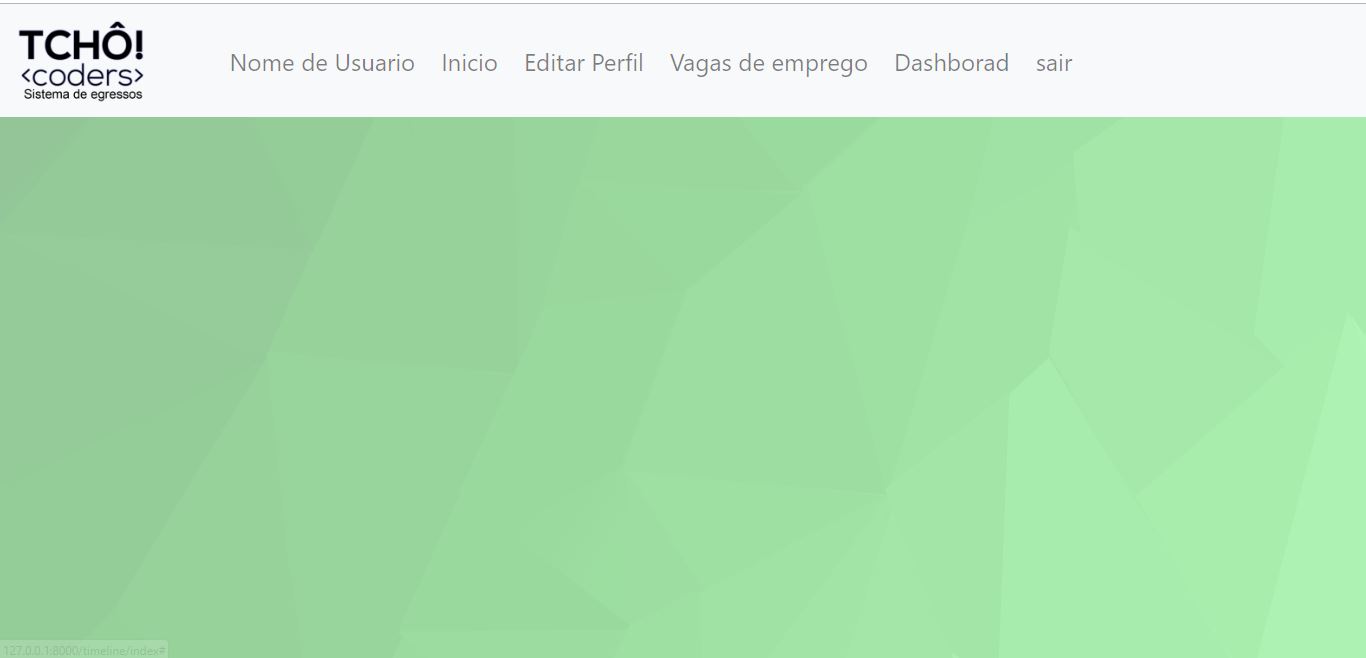 TCHÔ!
<coders>
Sistema de egressos
Nome de Usuario Inicio Editar Perfil Vagas de emprego Dashborad sair
127.0.0.1:8000/timeline/index#